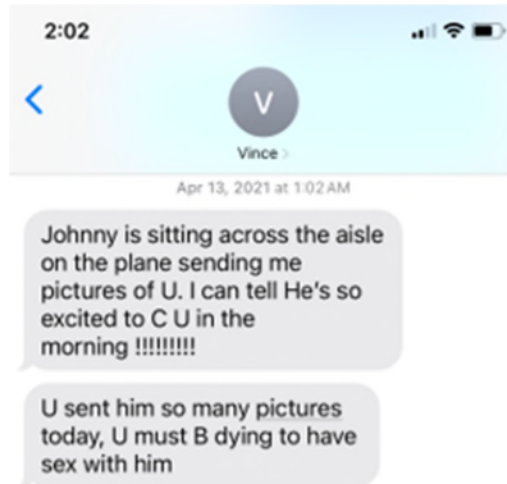 2:02
V
Vince
Apr 13, 2021 at 1:02 AM
Johnny is sitting across the aisle
on the plane sending me
pictures of U. I can tell He's so
excited to C U in the
morning !!!!!!!!!
U sent him so many pictures
today, U must B dying to have
sex with him